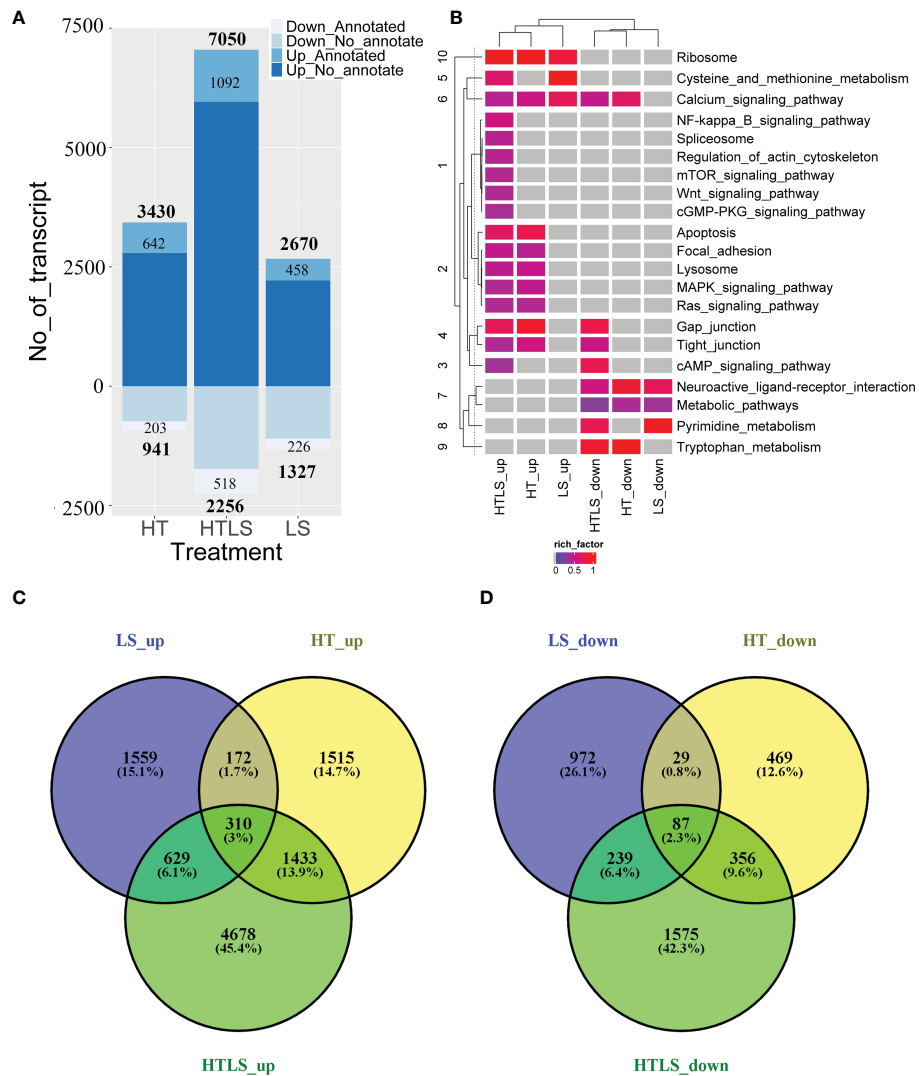 A
7500
5000
2500
0
2500
No_of_transcript
Down_Annotated
Down_No_annotate
Up_Annotated
Up_No_annotate
7050
1092
3430
642
2670
458
203
941
518
2256
226
1327
HT HTLS LS
Treatment
B
10
5
6
1
2
4
3
7
8
9
Ribosome
Cysteine_and_methionine_metabolism
Calcium_signaling_pathway
NF-kappa_B_signaling_pathway
Spliceosome
Regulation_of_actin_cytoskeleton
mTOR_signaling_pathway
Wnt_signaling_pathway
cGMP-PKG_signaling_pathway
Apoptosis
Focal_adhesion
Lysosome
MAPK_signaling_pathway
Ras_signaling_pathway
Gap_junction
Tight_junction
cAMP_signaling_pathway
Neuroactive_ligand-receptor_interaction
Metabolic_pathways
Pyrimidine_metabolism
Tryptophan_metabolism
HTLS_up
HT_up
LS_up
HTLS_down
HT_down
LS_down
rich_factor
0 0.5 1
C
LS_up
HT_up
1559
(15.1%)
172
(1.7%)
1515
(14.7%)
310
(3%)
629
(6.1%)
1433
(13.9%)
4678
(45.4%)
HTLS_up
D
LS_down
HT_down
972
(26.1%)
29
(0.8%)
469
(12.6%)
87
(2.3%)
239
(6.4%)
356
(9.6%)
1575
(42.3%)
HTLS_down